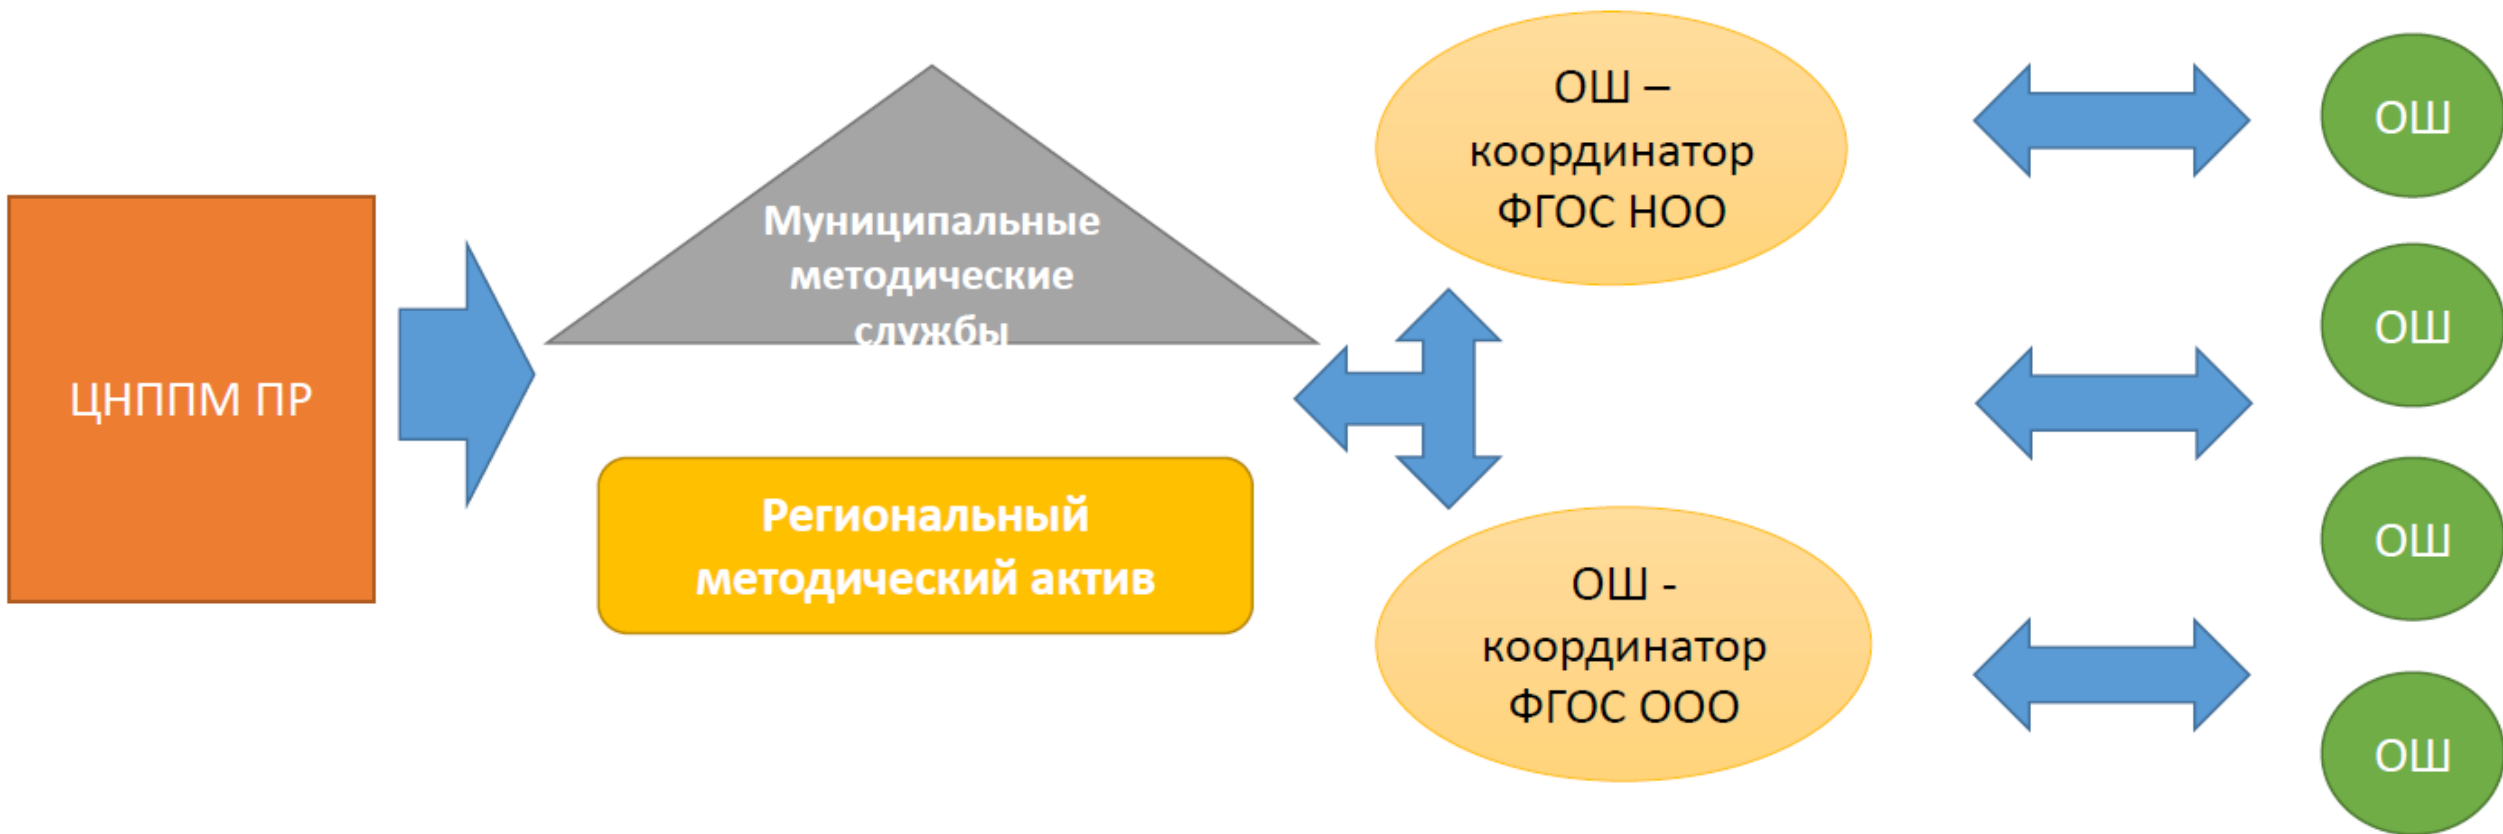 ЦНППМ ПР
Муниципальные
методические
службы
Региональный
методический актив
ОШ –
координатор
ФГОС НОО
ОШ -
координатор
ФГОС ООО
ОШ
ОШ
ОШ
ОШ